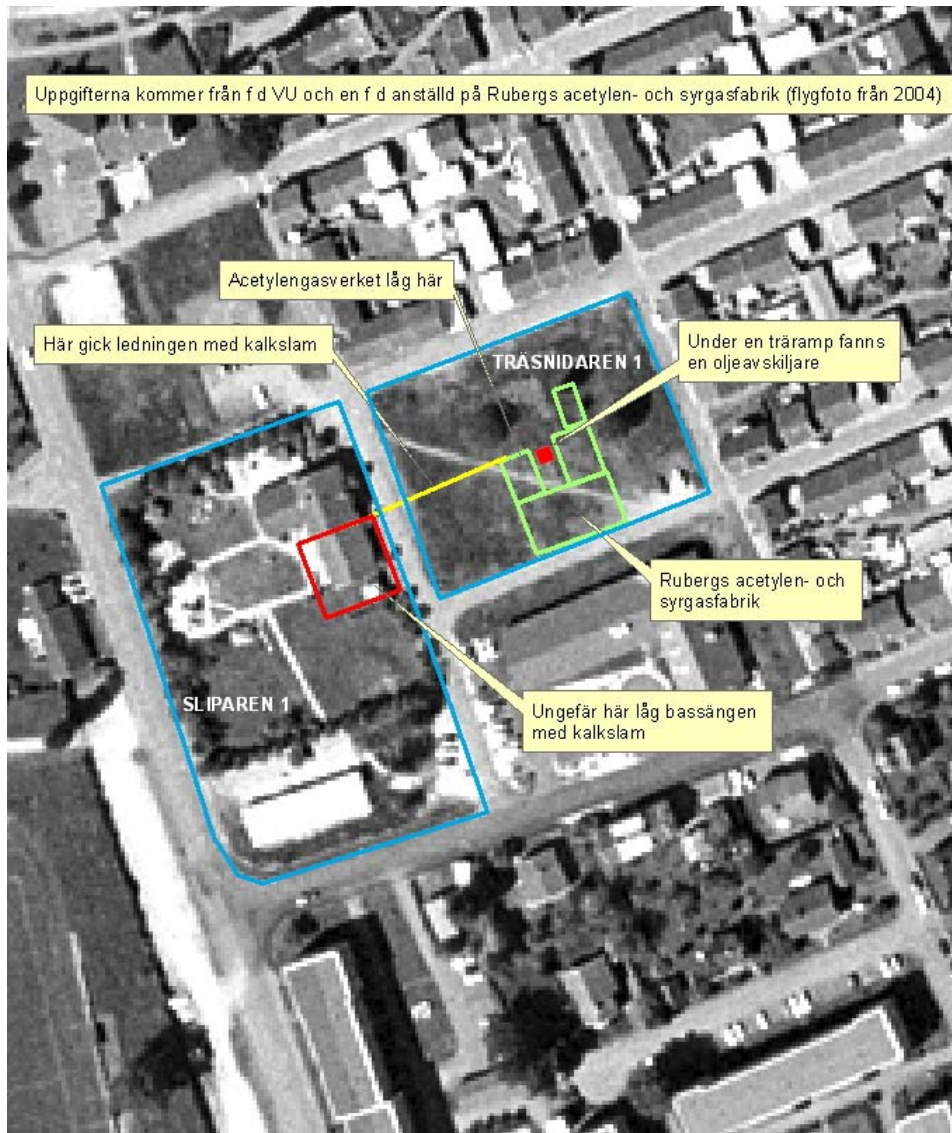 Uppgifterna kommer från f d VU och en f d anställd på Rubergs acetylen- och syrgasfabrik (flygfoto från 2004)
Acetylengasverket låg här
Här gick ledningen med kalkslam
Under en träramp fanns
en oljeavskiljare
TRÄSNIDAREN 1
Rubergs acetylen- och
syrgasfabrik
SLIPAREN 1
Ungefär här låg bassängen
med kalkslam